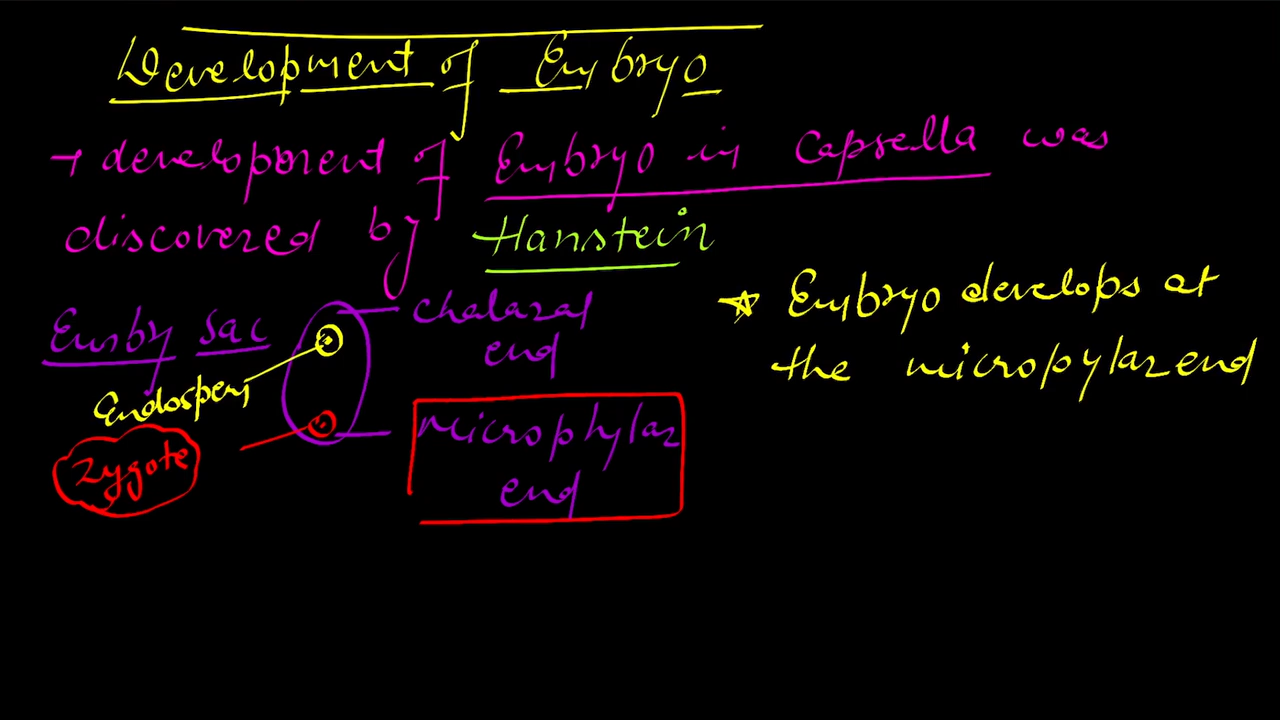 Development of Embryo
→ development of Embryo in Capsella was
discovered by Hanstein
Emby Sac
chalazal
end
Endosperm
Zygote
microphylar
end
☆ Embryo develops at
the micropylar end